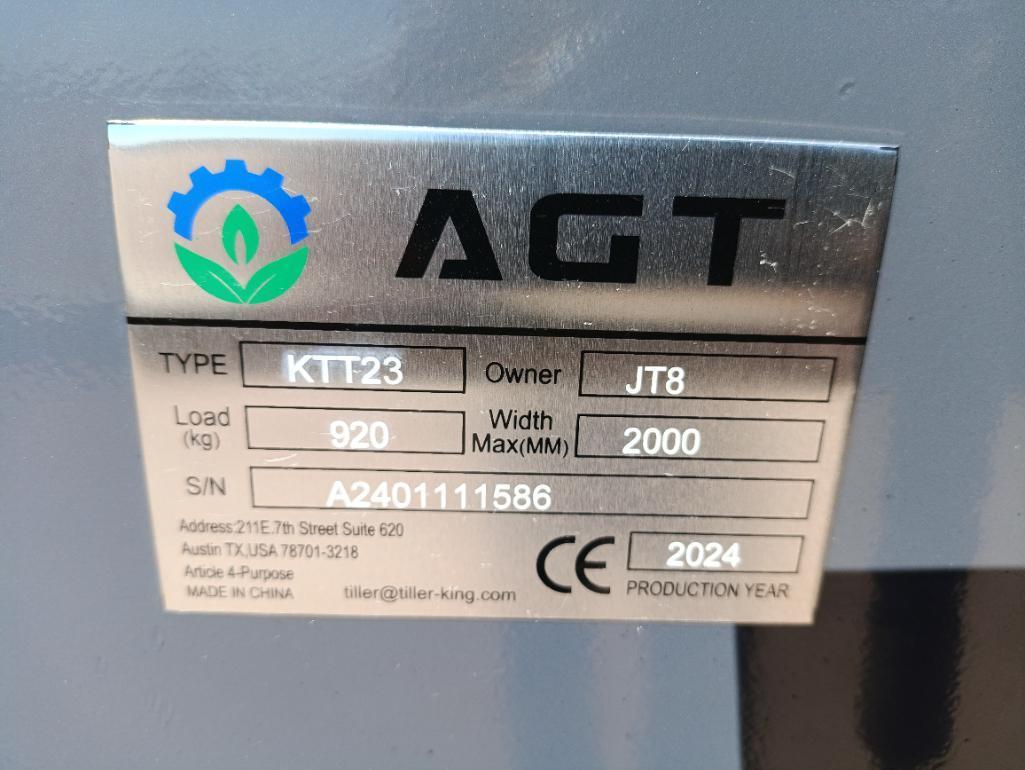 AGT
TYPE KTT23 Owner JT8
Load (kg) 920 Width Max(MM) 2000
S/N A2401111586
Address:211E.7th Street Suite 620
Austin TX,USA 78701-3218
Article 4-Purpose
MADE IN CHINA tiller@tiller-king.com
CE 2024
PRODUCTION YEAR